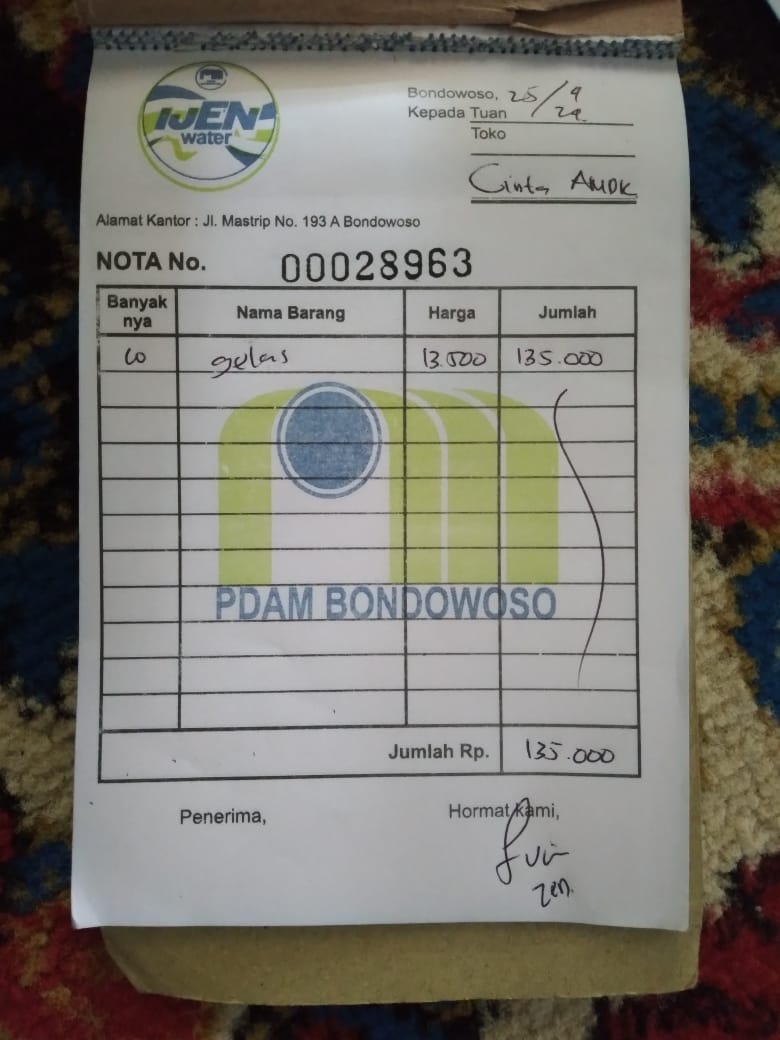 IJEN
water
Bondowoso, 25/9
Kepada Tuan 24
Toko
Cinta AMDK
Alamat Kantor : Jl. Mastrip No. 193 A Bondowoso
NOTA No. 00028963
Banyak nya Nama Barang Harga Jumlah
10 gelas 13.500 135.000
PDAM BONDOWOSO
Jumlah Rp. 135.000
Penerima, Hormat kami,
zen.